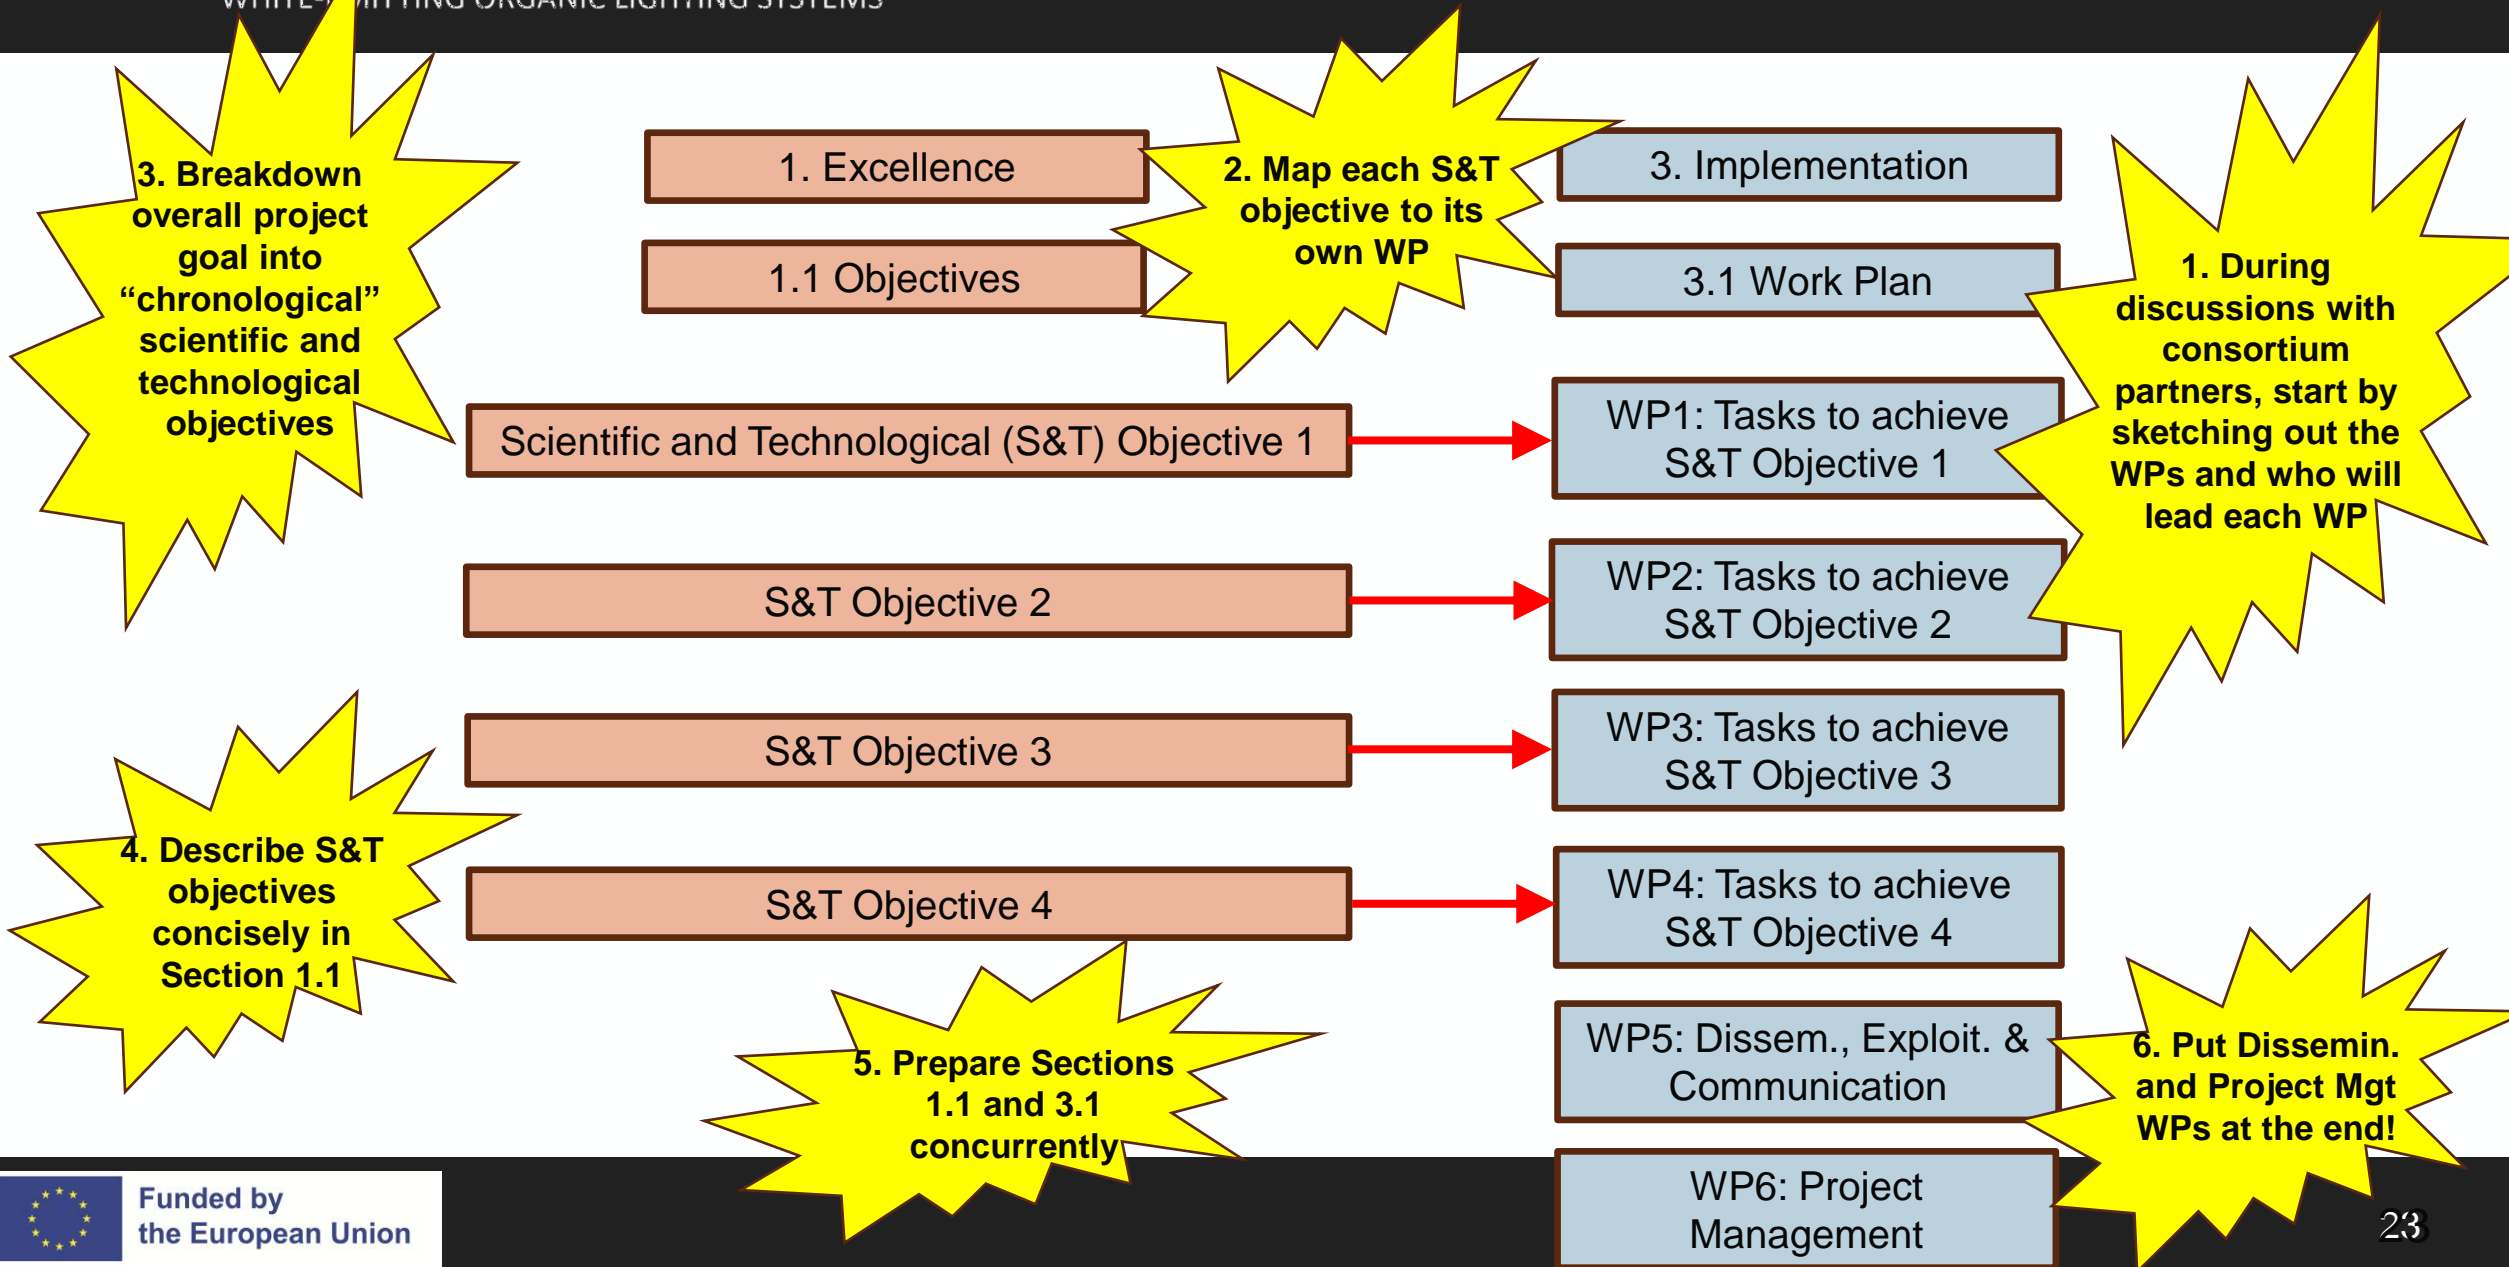 WHITE-EMITTING ORGANIC LIGHTING SYSTEMS
3. Breakdown
overall project
goal into
“chronological”
scientific and
technological
objectives
1. Excellence
1.1 Objectives
2. Map each S&T
objective to its
own WP
3. Implementation
3.1 Work Plan
1. During
discussions with
consortium
partners, start by
sketching out the
WPs and who will
lead each WP
Scientific and Technological (S&T) Objective 1
WP1: Tasks to achieve
S&T Objective 1
S&T Objective 2
WP2: Tasks to achieve
S&T Objective 2
S&T Objective 3
WP3: Tasks to achieve
S&T Objective 3
4. Describe S&T
objectives
concisely in
Section 1.1
S&T Objective 4
WP4: Tasks to achieve
S&T Objective 4
5. Prepare Sections
1.1 and 3.1
concurrently
WP5: Dissem., Exploit. &
Communication
6. Put Dissemin.
and Project Mgt
WPs at the end!
WP6: Project
Management
Funded by
the European Union
23